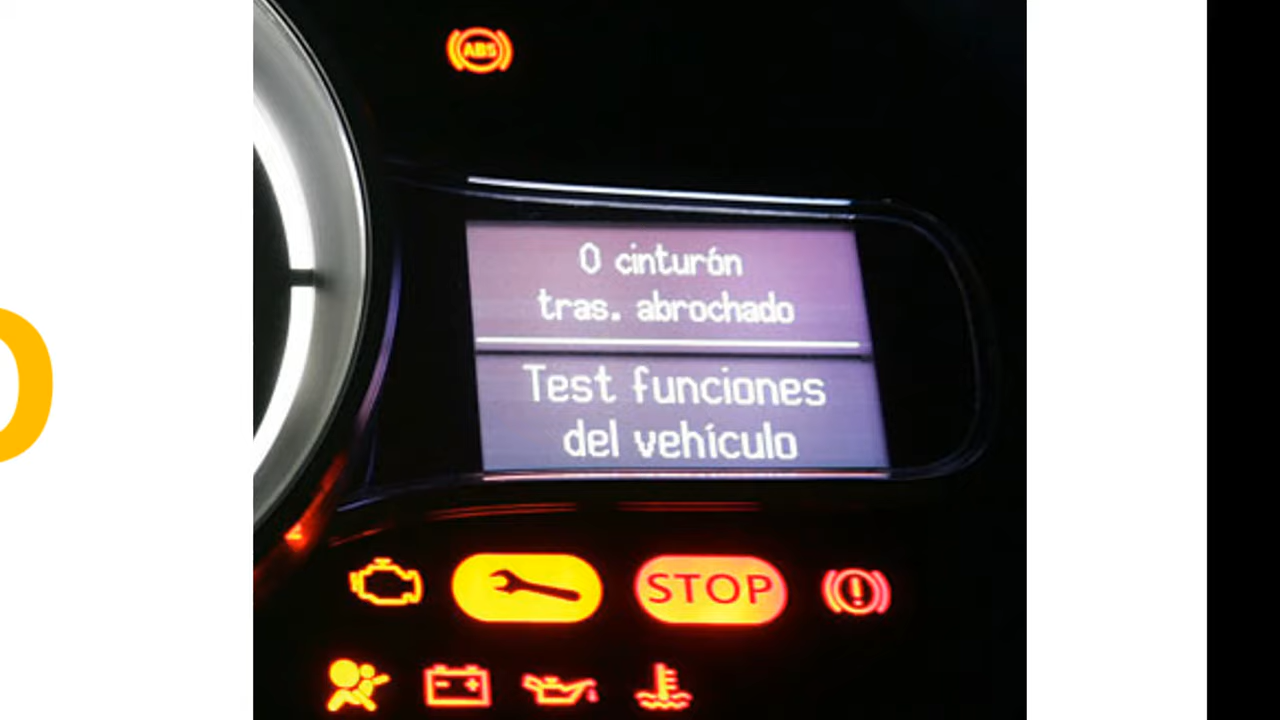 ABS
0 cinturón
tras. abrochado
Test funciones
del vehículo
STOP